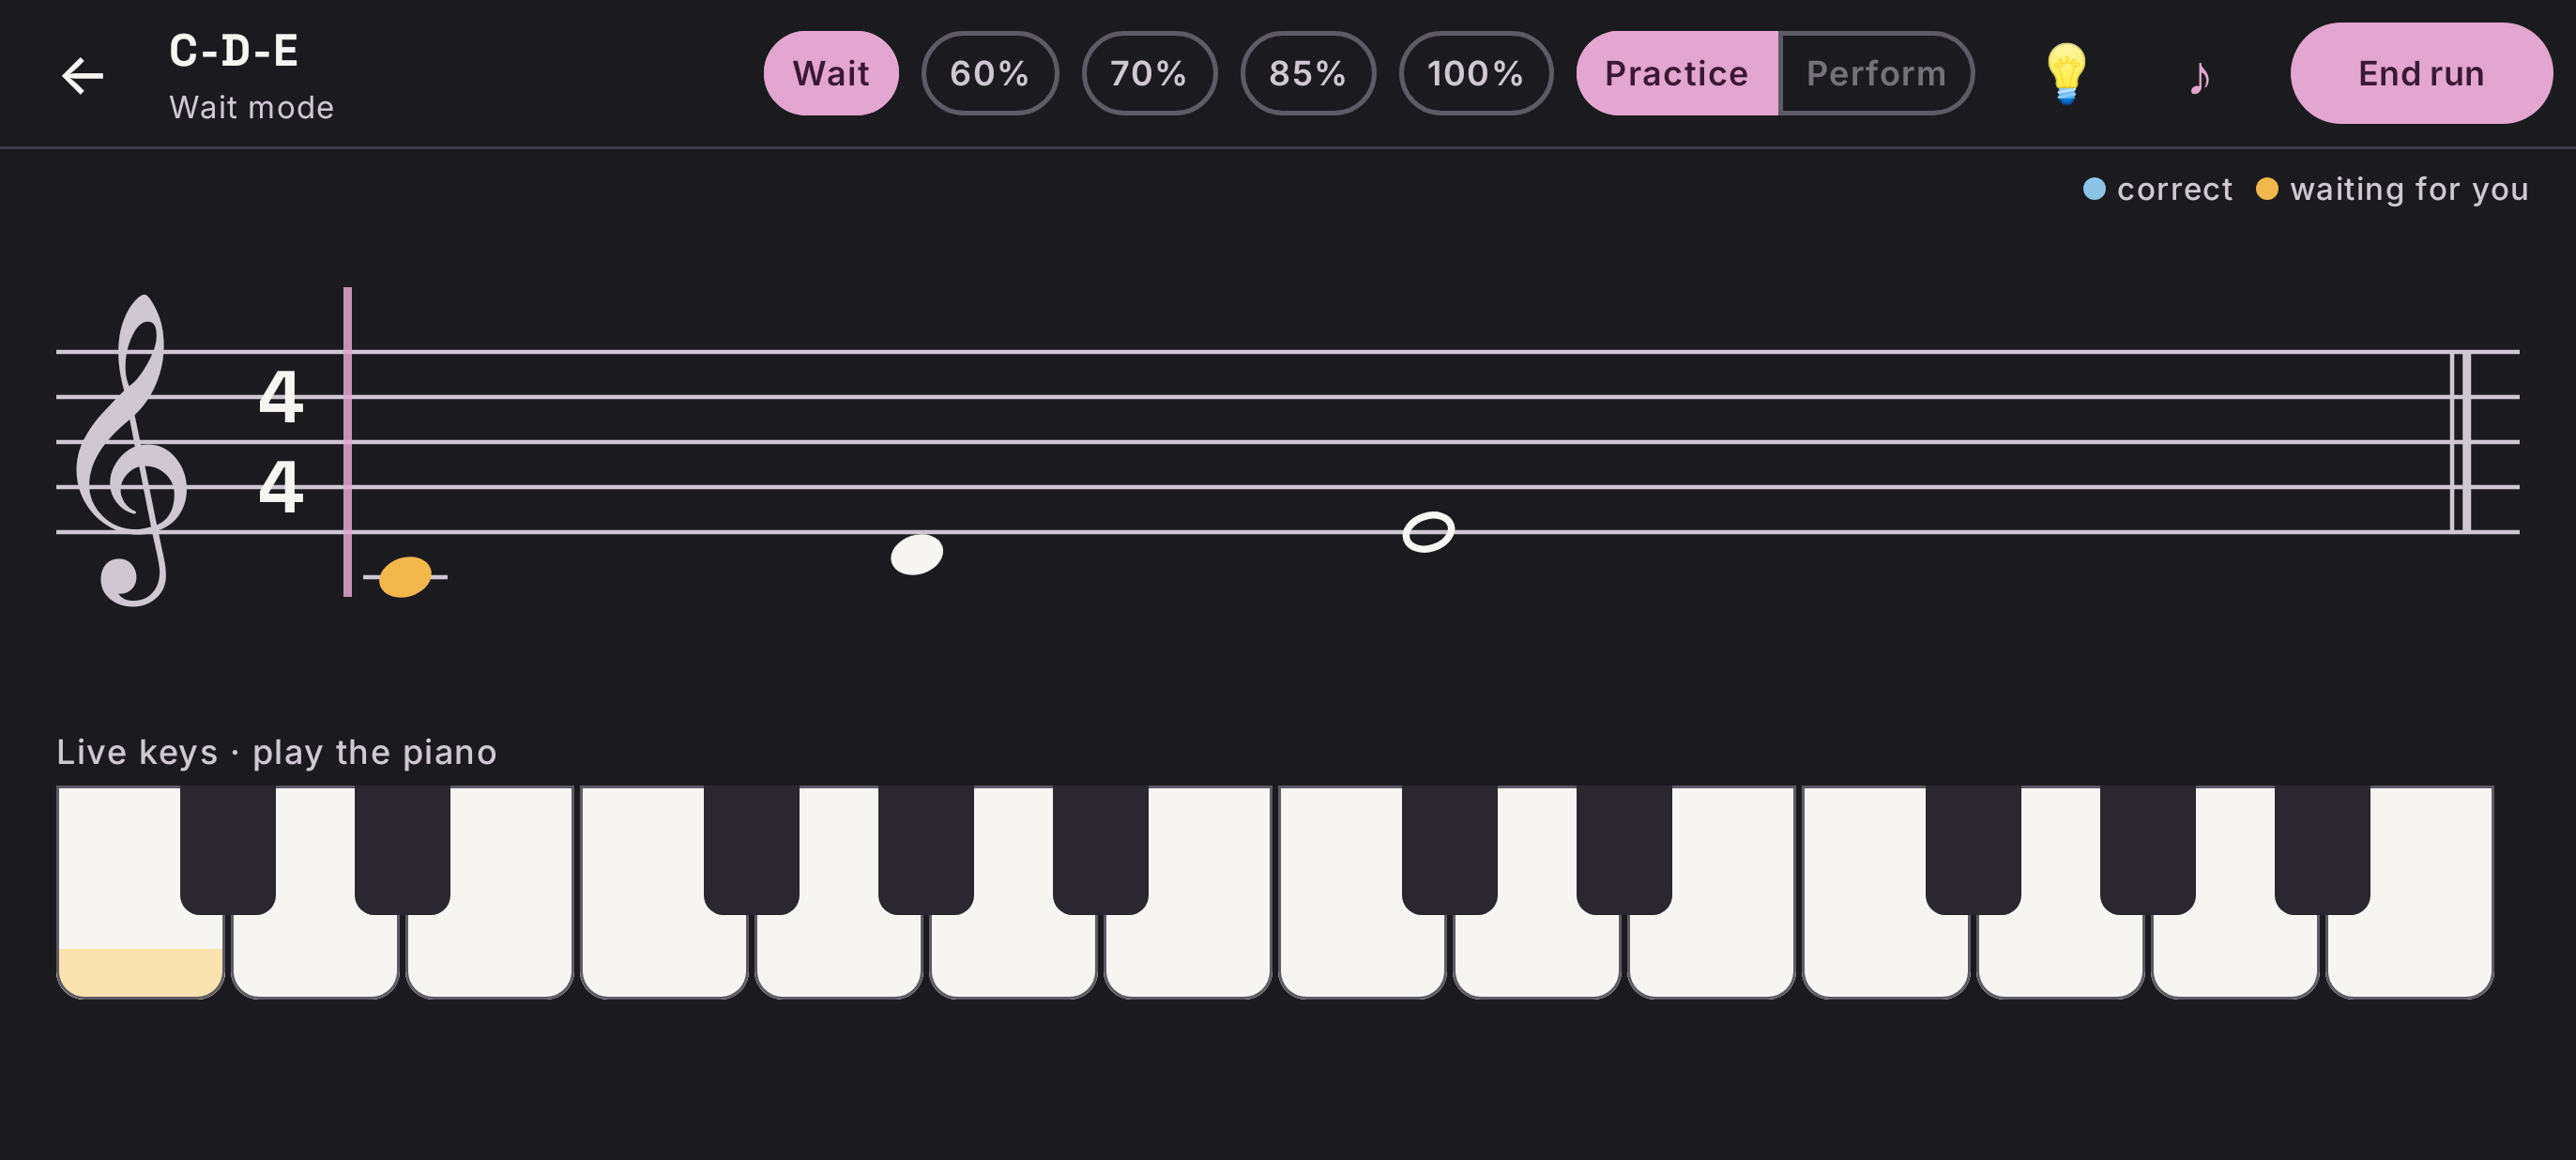 C-D-E
Wait mode
Wait 60% 70% 85% 100% Practice Perform End run
correct waiting for you
4
4
Live keys · play the piano